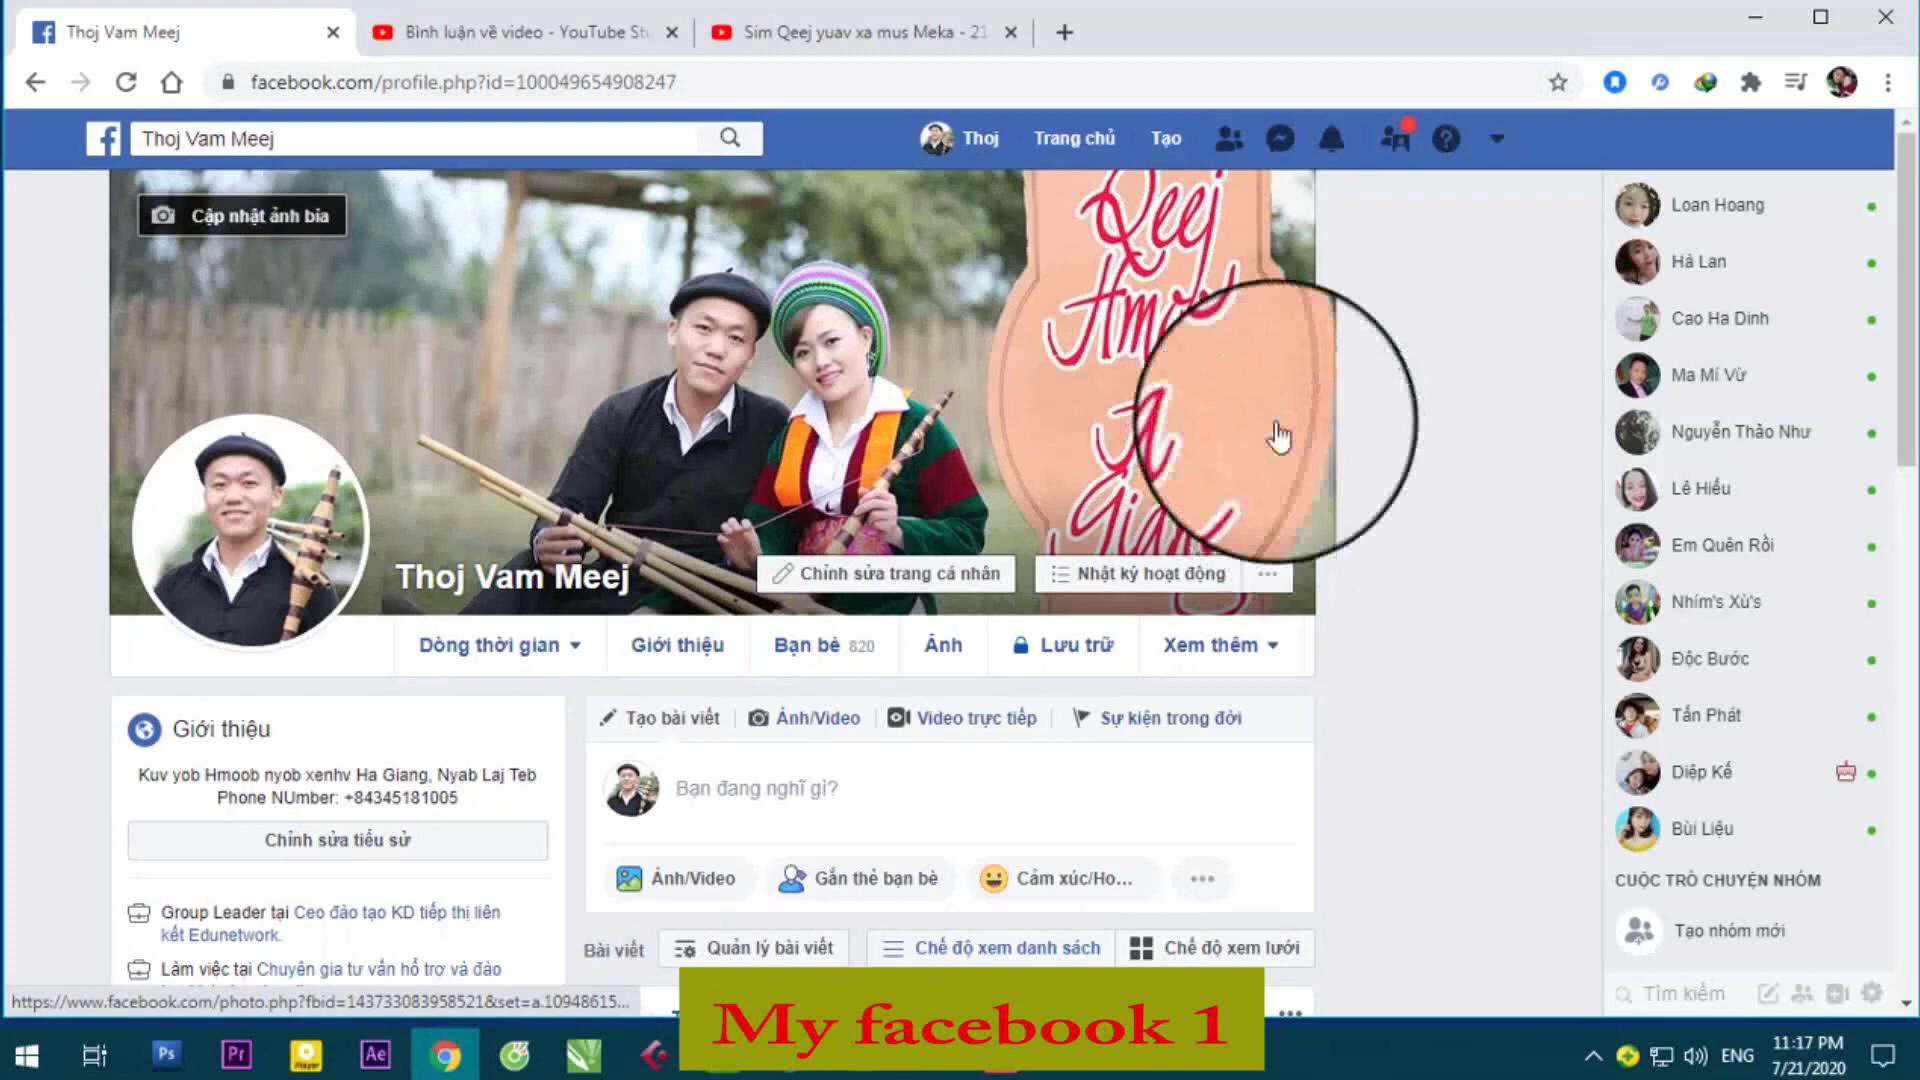 Thoj Vam Meej
Bình luận về video - YouTube Stu
Sim Qeej yuav xa mus Meka - 21
facebook.com/profile.php?id=100049654908247
Thoj Vam Meej
Thoj
Trang chủ
Tạo
Cập nhật ảnh bìa
Qeej
Hmoob
Giang
Thoj Vam Meej
Chỉnh sửa trang cá nhân
Nhật ký hoạt động
Dòng thời gian
Giới thiệu
Bạn bè 820
Ảnh
Lưu trữ
Xem thêm
Giới thiệu
Kuv yob Hmoob nyob xenhv Ha Giang, Nyab Laj Teb
Phone NUmber: +84345181005
Chỉnh sửa tiểu sử
Group Leader tại Ceo đào tạo KD tiếp thị liên
kết Edunetwork.
Làm việc tại Chuyên gia tư vấn hổ trợ và đào
Tạo bài viết
Ảnh/Video
Video trực tiếp
Sự kiện trong đời
Bạn đang nghĩ gì?
Ảnh/Video
Gắn thẻ bạn bè
Cảm xúc/Ho...
Bài viết
Quản lý bài viết
Chế độ xem danh sách
Chế độ xem lưới
Loan Hoang
Hà Lan
Cao Ha Dinh
Ma Mí Vừ
Nguyễn Thảo Như
Lê Hiếu
Em Quên Rồi
Nhím's Xù's
Độc Bước
Tấn Phát
Diệp Kế
Bùi Liệu
CUỘC TRÒ CHUYỆN NHÓM
Tạo nhóm mới
Tìm kiếm
https://www.facebook.com/photo.php?fbid=143733083958521&set=a.10948615...
My facebook 1
Ps
Pr
Player
Ae
ENG
11:17 PM
7/21/2020